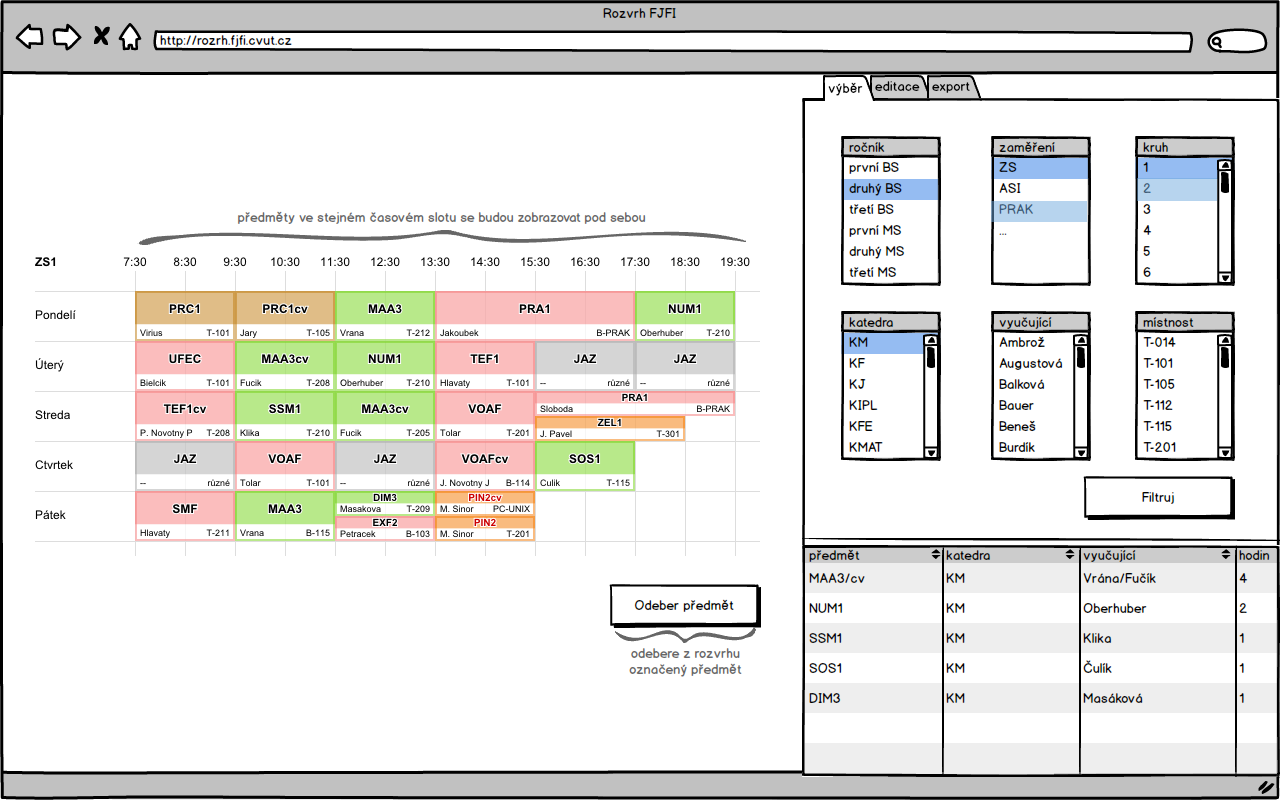 Rozvrh FJFI
http://rozrh.fjfi.cvut.cz
výběr editace export
předměty ve stejném časovém slotu se budou zobrazovat pod sebou
ZS1 7:30 8:30 9:30 10:30 11:30 12:30 13:30 14:30 15:30 16:30 17:30 18:30 19:30
Pondelí
PRC1 PRC1cv MAA3 PRA1 NUM1
Virius T-101 Jary T-105 Vrana T-212 Jakoubek B-PRAK Oberhuber T-210
Úterý
UFEC MAA3cv NUM1 TEF1 JAZ JAZ
Bielcik T-101 Fucik T-208 Oberhuber T-210 Hlavaty T-101 -- různé -- různé
Streda
TEF1cv SSM1 MAA3cv VOAF
P. Novotny P T-208 Klika T-210 Fucik T-205 Tolar T-201
PRA1
Sloboda B-PRAK
ZEL1
J. Pavel T-301
Ctvrtek
JAZ VOAF JAZ VOAFcv SOS1
-- různé Tolar T-101 -- různé J. Novotny J B-114 Culik T-115
Pátek
SMF MAA3
Hlavaty T-211 Vrana B-115
DIM3 PIN2cv
Masakova T-209 M. Sinor PC-UNIX
EXF2 PIN2
Petracek B-103 M. Sinor T-201
Odeber předmět
odebere z rozvrhu
označený předmět
ročník
první BS
druhý BS
třetí BS
první MS
druhý MS
třetí MS
zaměření
ZS
ASI
PRAK
...
kruh
1
2
3
4
5
6
katedra
KM
KF
KJ
KIPL
KFE
KMAT
vyučující
Ambrož
Augustová
Balková
Bauer
Beneš
Burdík
místnost
T-014
T-101
T-105
T-112
T-115
T-201
Filtruj
předmět katedra vyučující hodin
MAA3/cv KM Vrána/Fučík 4
NUM1 KM Oberhuber 2
SSM1 KM Klika 1
SOS1 KM Čulík 1
DIM3 KM Masáková 1